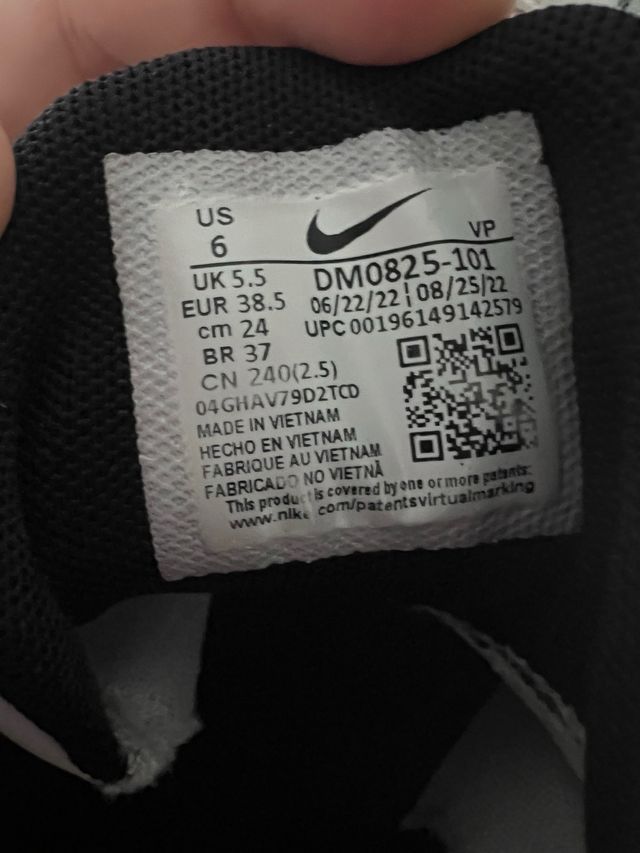 US
6
VP
UK 5.5
EUR 38.5
cm 24
BR 37
CN 240(2.5)
DM0825-101
06/22/22 | 08/25/22
UPC 00196149142579
04GHAV79D2TCD
MADE IN VIETNAM
HECHO EN VIETNAM
FABRIQUE AU VIETNAM
FABRICADO NO VIETNÃ
This product is covered by one or more patents:
www.nike.com/patentsvirtualmarking